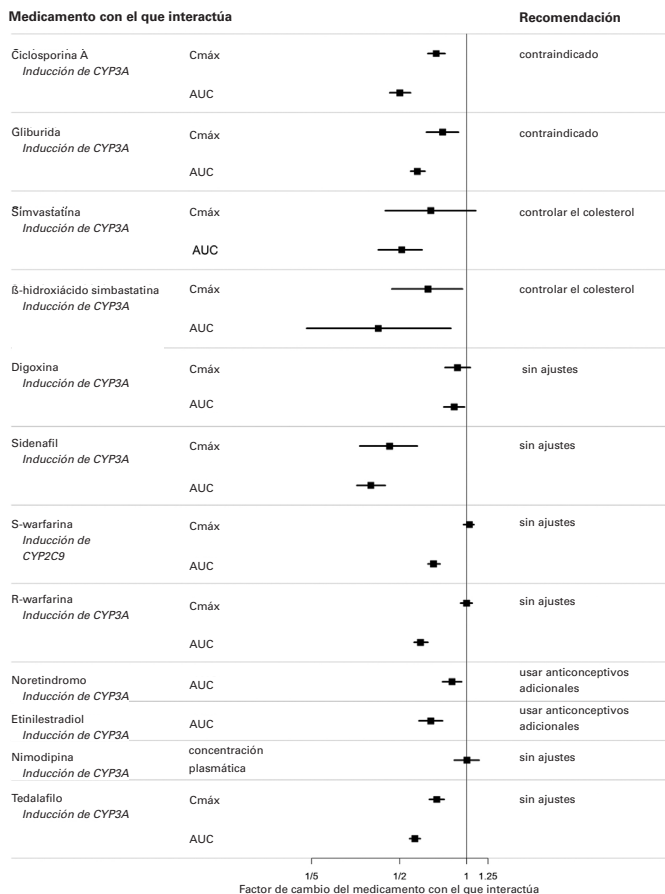 Medicamento con el que interactúa Recomendación
Ciclosporina A Cmáx contraindicado
Inducción de CYP3A
AUC
Gliburida Cmáx contraindicado
Inducción de CYP3A
AUC
Simvastatina Cmáx controlar el colesterol
Inducción de CYP3A
AUC
ß-hidroxiácido simbastatina Cmáx controlar el colesterol
Inducción de CYP3A
AUC
Digoxina Cmáx sin ajustes
Inducción de CYP3A
AUC
Sidenafil Cmáx sin ajustes
Inducción de CYP3A
AUC
S-warfarina Cmáx sin ajustes
Inducción de
CYP2C9
AUC
R-warfarina Cmáx sin ajustes
Inducción de CYP3A
AUC
Noretindromo AUC usar anticonceptivos
Inducción de CYP3A adicionales
Etinilestradiol AUC usar anticonceptivos
Inducción de CYP3A adicionales
Nimodipina concentración sin ajustes
Inducción de CYP3A plasmática
Tedalafilo Cmáx sin ajustes
Inducción de CYP3A
AUC
1/5 1/2 1 1.25
Factor de cambio del medicamento con el que interactúa